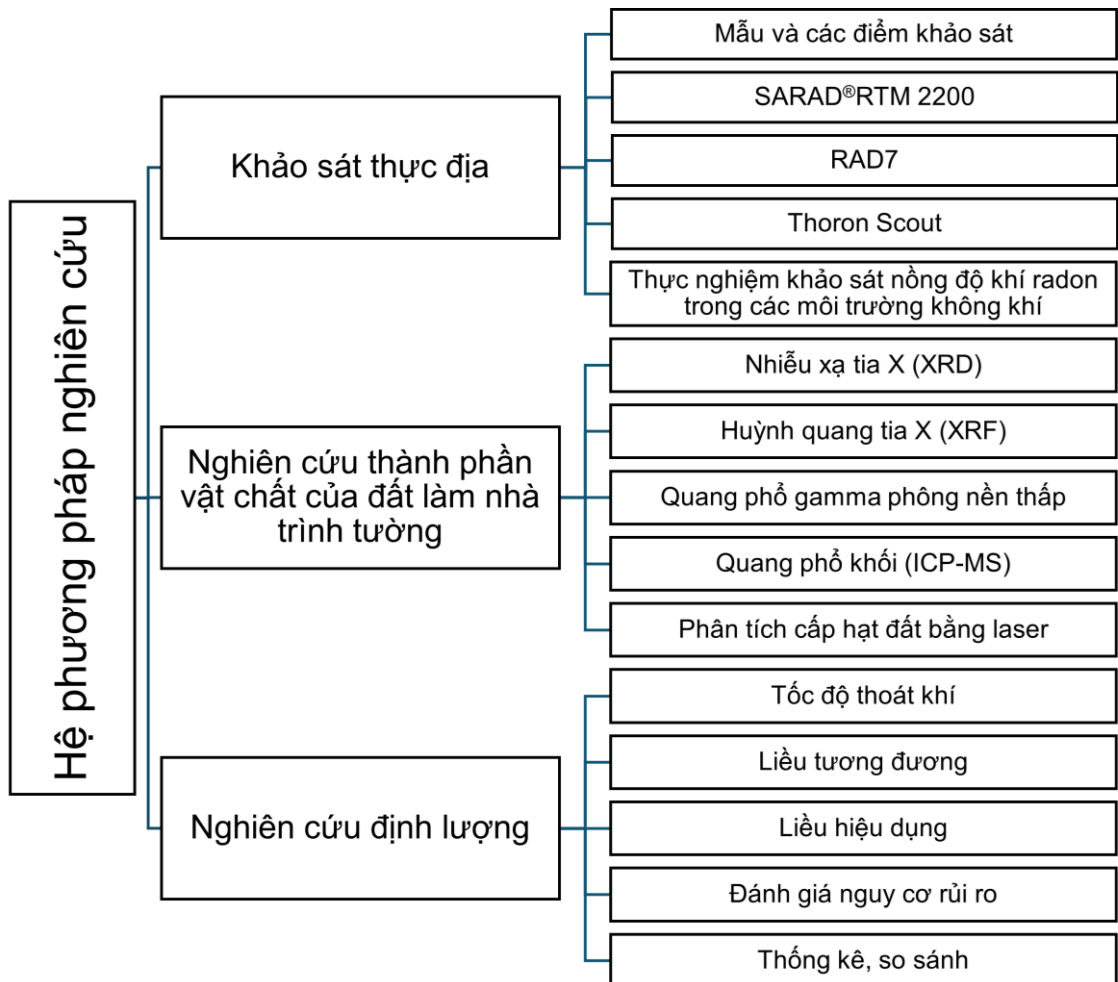 Hệ phương pháp nghiên cứu
Khảo sát thực địa
Mẫu và các điểm khảo sát
SARAD®RTM 2200
RAD7
Thoron Scout
Thực nghiệm khảo sát nồng độ khí radon
trong các môi trường không khí
Nghiên cứu thành phần
vật chất của đất làm nhà
trình tường
Nhiễu xạ tia X (XRD)
Huỳnh quang tia X (XRF)
Quang phổ gamma phông nền thấp
Quang phổ khối (ICP-MS)
Phân tích cấp hạt đất bằng laser
Nghiên cứu định lượng
Tốc độ thoát khí
Liều tương đương
Liều hiệu dụng
Đánh giá nguy cơ rủi ro
Thống kê, so sánh